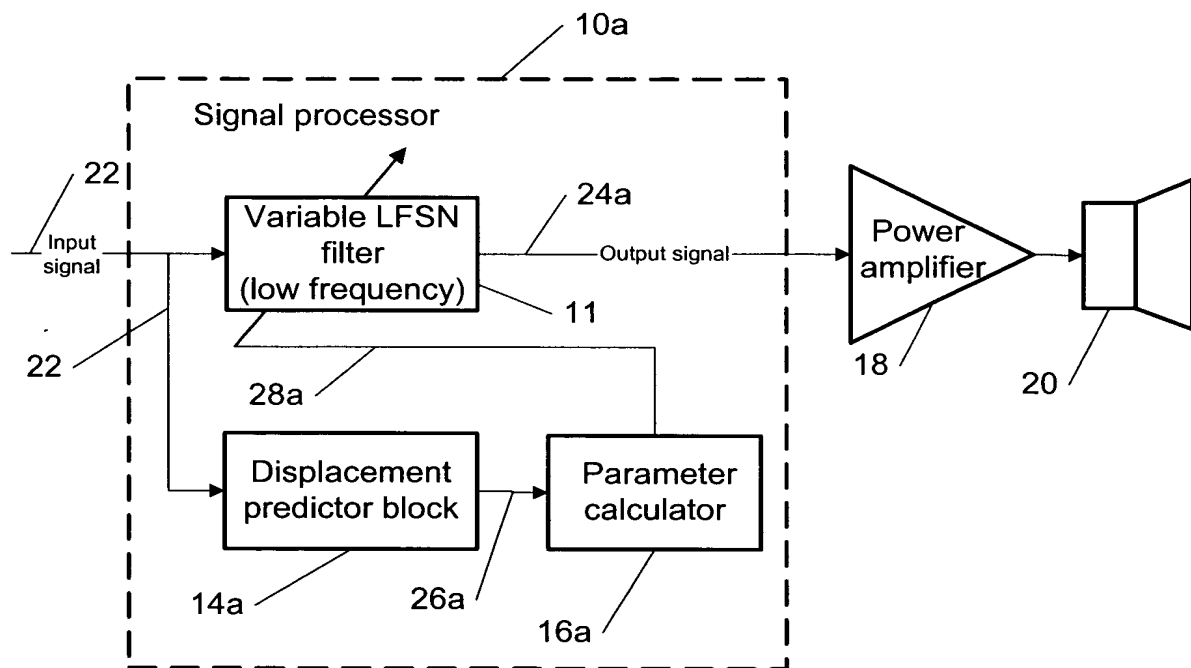 10a
Signal processor
22
Input
signal
Variable LFSN
filter
(low frequency)
24a
Output signal
Power
amplifier
11
18
20
22
28a
Displacement
predictor block
Parameter
calculator
14a
26a
16a